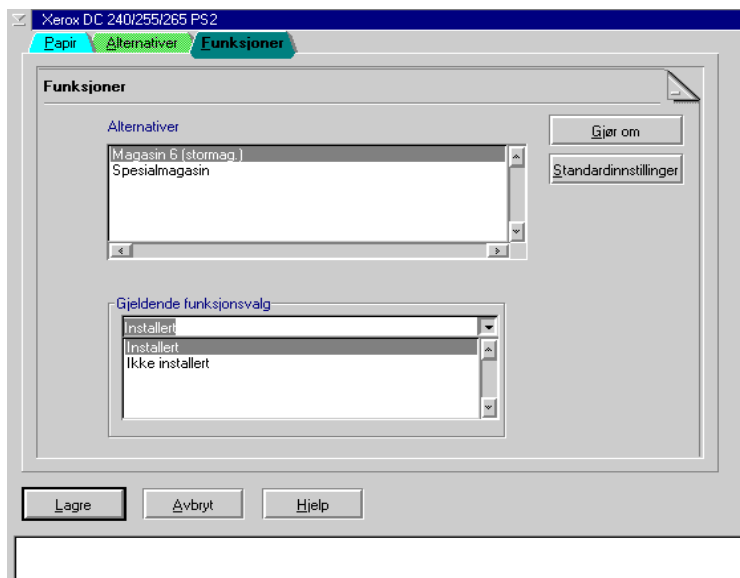 Xerox DC 240/255/265 PS2
Papir Alternativer Funksjoner
Funksjoner
Alternativer
Gjør om
Magasin 6 (stormag.)
Spesialmagasin
Standardinnstillinger
Gjeldende funksjonsvalg
Installert
Installert
Ikke installert
Lagre Avbryt Hjelp